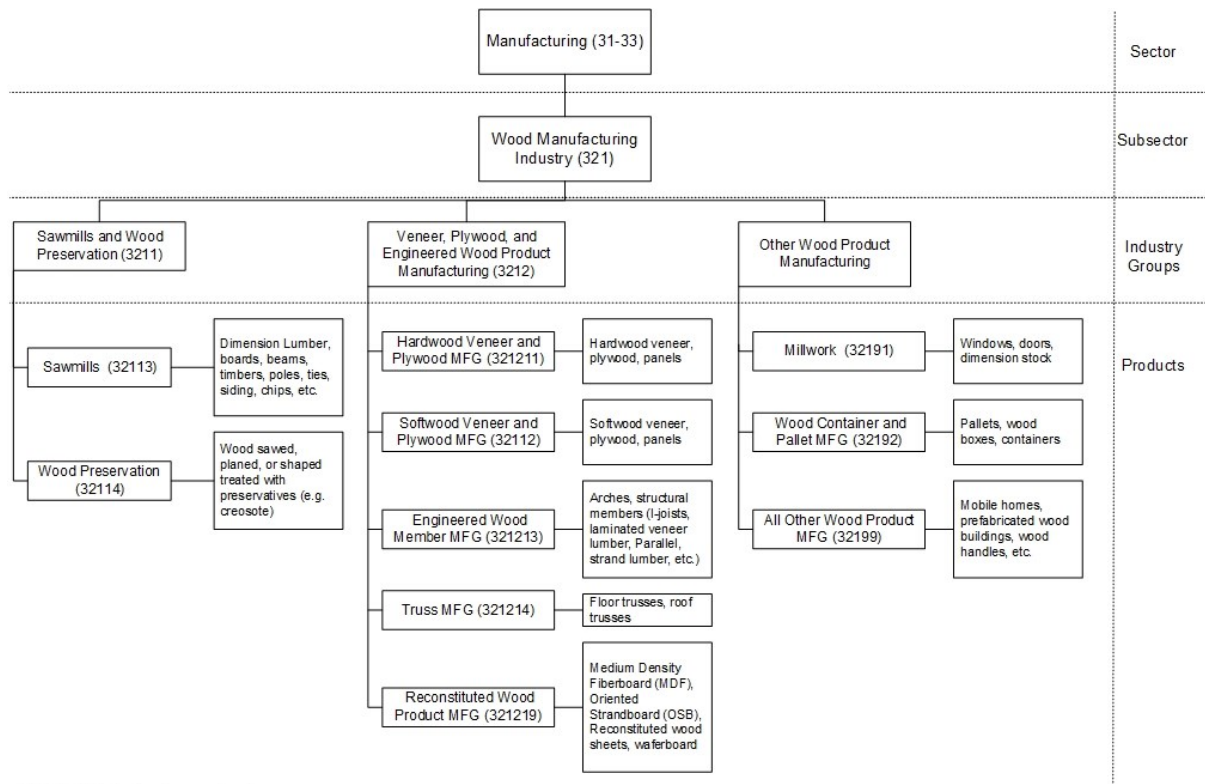 Manufacturing (31-33)
Sector
Wood Manufacturing
Industry (321)
Subsector
Sawmills and Wood
Preservation (3211)
Veneer, Plywood, and
Engineered Wood Product
Manufacturing (3212)
Other Wood Product
Manufacturing
Industry
Groups
Sawmills (32113)
Dimension Lumber,
boards, beams,
timbers, poles, ties,
siding, chips, etc.
Hardwood Veneer and
Plywood MFG (321211)
Hardwood veneer,
plywood, panels
Millwork (32191)
Windows, doors,
dimension stock
Products
Wood Preservation
(32114)
Wood sawed,
planed, or shaped
treated with
preservatives (e.g.
creosote)
Softwood Veneer and
Plywood MFG (32112)
Softwood veneer,
plywood, panels
Wood Container and
Pallet MFG (32192)
Pallets, wood
boxes, containers
Engineered Wood
Member MFG (321213)
Arches, structural
members (I-joists,
laminated veneer
lumber, Parallel,
strand lumber, etc.)
All Other Wood Product
MFG (32199)
Mobile homes,
prefabricated wood
buildings, wood
handles, etc.
Truss MFG (321214)
Floor trusses, roof
trusses
Reconstituted Wood
Product MFG (321219)
Medium Density
Fiberboard (MDF),
Oriented
Strandboard (OSB),
Reconstituted wood
sheets, waferboard